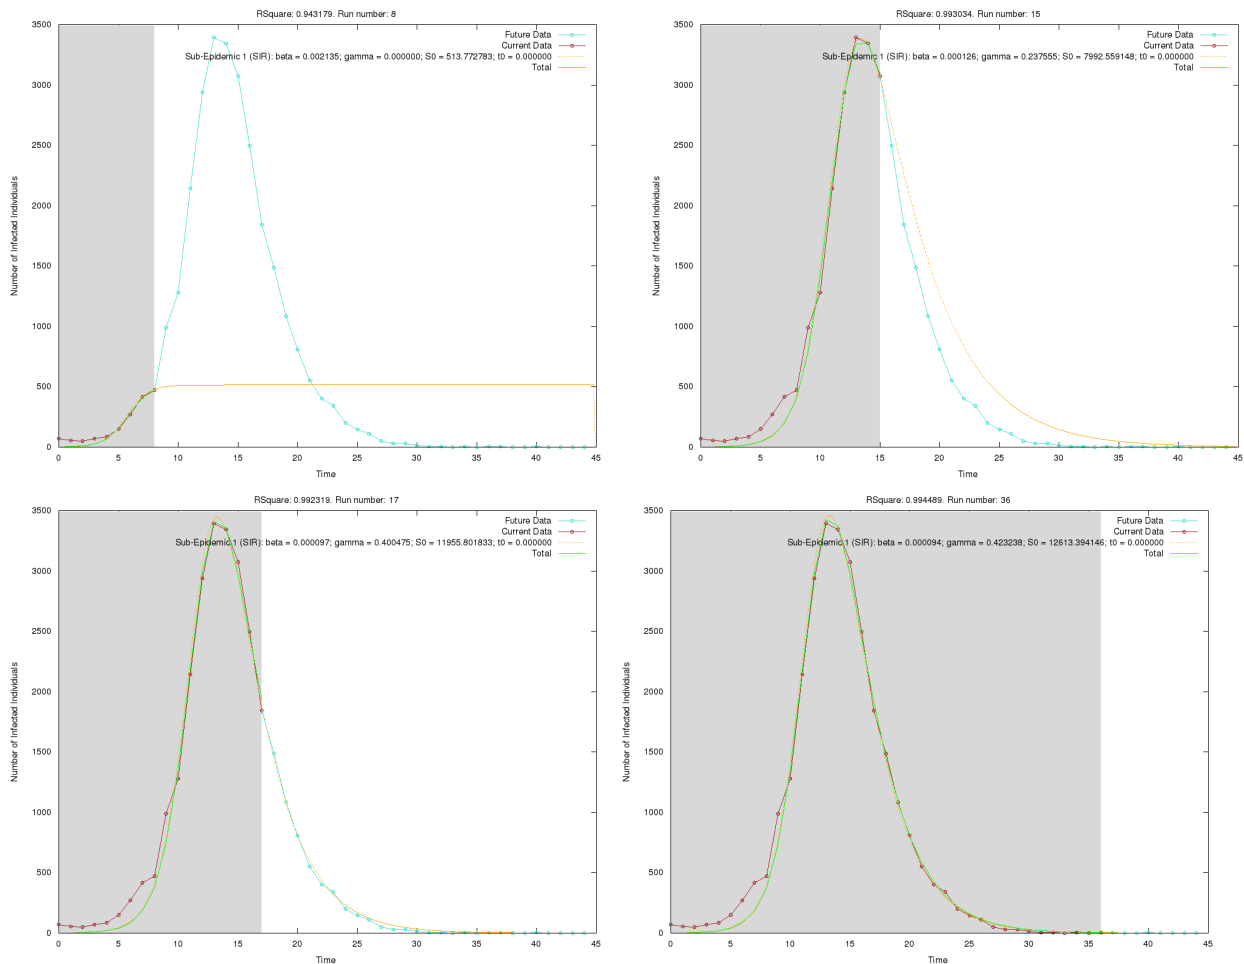 RSquare: 0.943179. Run number: 8
Future Data
Current Data
Sub-Epidemic 1 (SIR): beta = 0.002135; gamma = 0.000000; S0 = 513.772783; t0 = 0.000000
Total
3500
3000
2500
2000
1500
1000
500
0
Number of Infected Individuals
0 5 10 15 20 25 30 35 40 45
Time
RSquare: 0.993034. Run number: 15
Future Data
Current Data
Sub-Epidemic 1 (SIR): beta = 0.000126; gamma = 0.237555; S0 = 7992.559148; t0 = 0.000000
Total
3500
3000
2500
2000
1500
1000
500
0
Number of Infected Individuals
0 5 10 15 20 25 30 35 40 45
Time
RSquare: 0.992319. Run number: 17
Future Data
Current Data
Sub-Epidemic 1 (SIR): beta = 0.000097; gamma = 0.400475; S0 = 11955.801833; t0 = 0.000000
Total
3500
3000
2500
2000
1500
1000
500
0
Number of Infected Individuals
0 5 10 15 20 25 30 35 40 45
Time
RSquare: 0.994489. Run number: 36
Future Data
Current Data
Sub-Epidemic 1 (SIR): beta = 0.000094; gamma = 0.423238; S0 = 12613.394146; t0 = 0.000000
Total
3500
3000
2500
2000
1500
1000
500
0
Number of Infected Individuals
0 5 10 15 20 25 30 35 40 45
Time